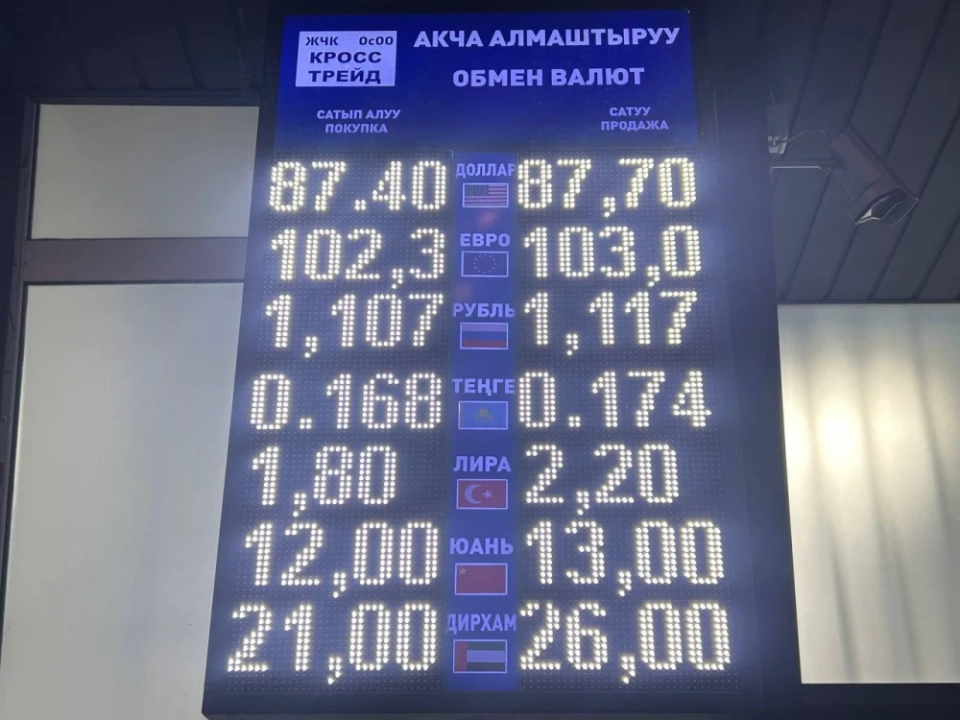 ЖЧК ОсОО
КРОСС
ТРЕЙД
АКЧА АЛМАШТЫРУУ
ОБМЕН ВАЛЮТ
САТЫП АЛУУ
ПОКУПКА
САТУУ
ПРОДАЖА
87.40 ДОЛЛАР 87,70
102,3 ЕВРО 103,0
1,107 РУБЛЬ 1,117
0.168 ТЕҢГЕ 0.174
1,80 ЛИРА 2,20
12,00 ЮАНЬ 13,00
21,00 ДИРХАМ 26,00